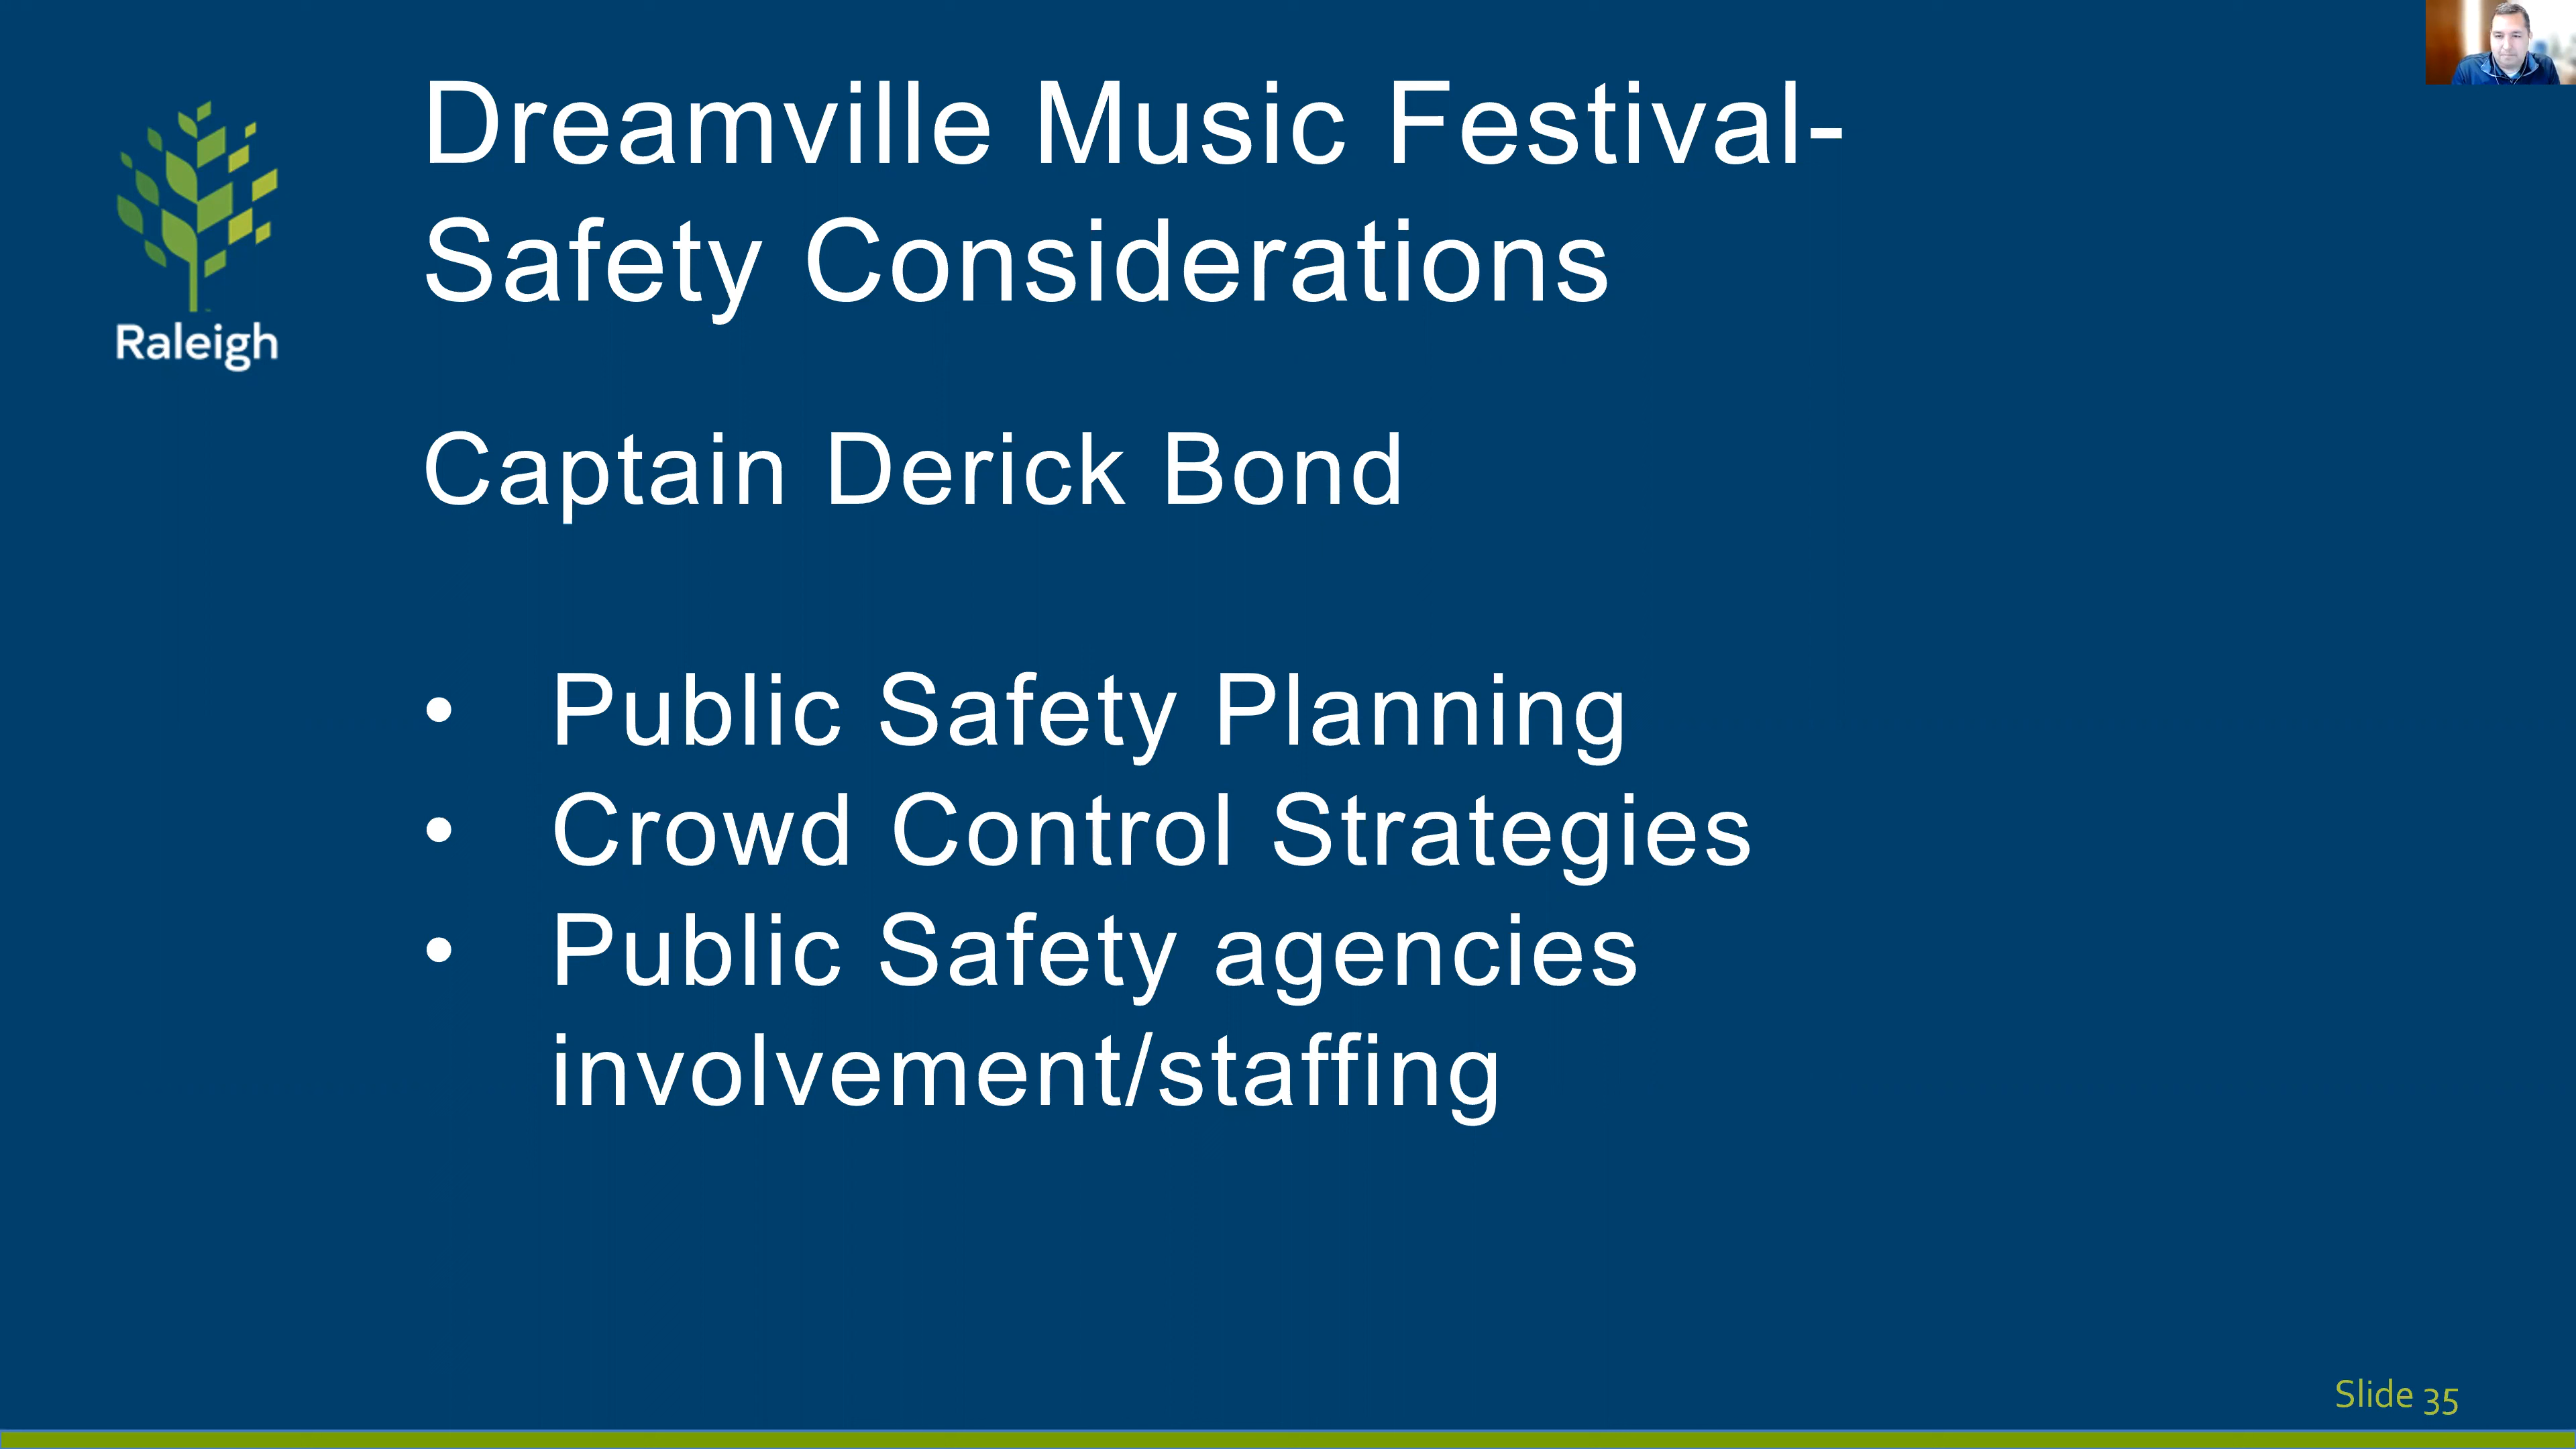 Dreamville Music Festival-
Safety Considerations
Raleigh
Captain Derick Bond
• Public Safety Planning
• Crowd Control Strategies
• Public Safety agencies
involvement/staffing
Slide 35